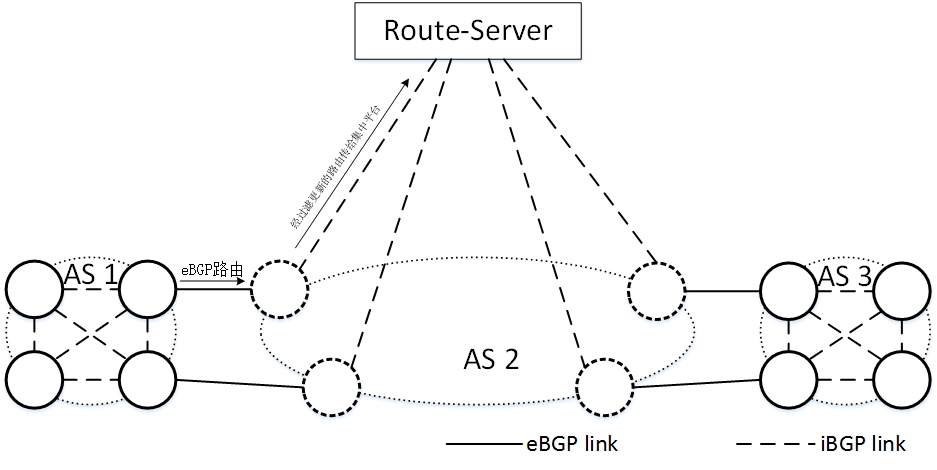 Route-Server
经过滤更新的路由传给集中平台
AS 1
eBGP路由
AS 3
AS 2
eBGP link
iBGP link